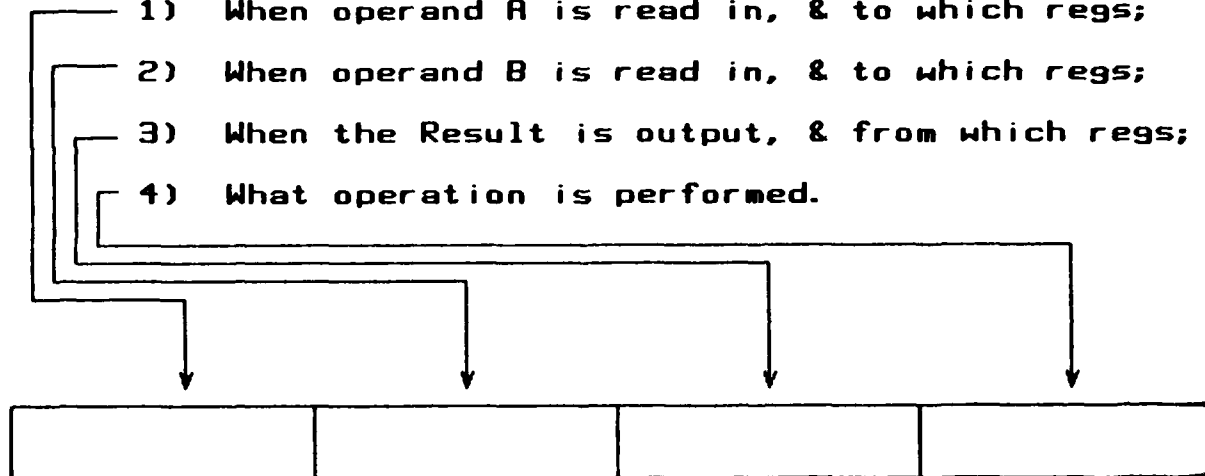 1) When operand A is read in, & to which regs;
2) When operand B is read in, & to which regs;
3) When the Result is output, & from which regs;
4) What operation is performed.